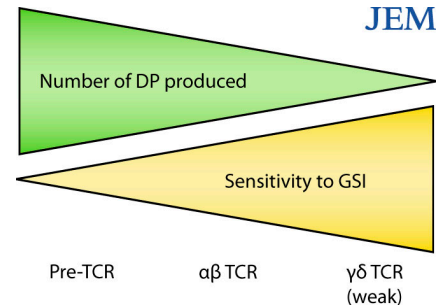 JEM
Number of DP produced
Sensitivity to GSI
Pre-TCR αβ TCR γδ TCR
(weak)